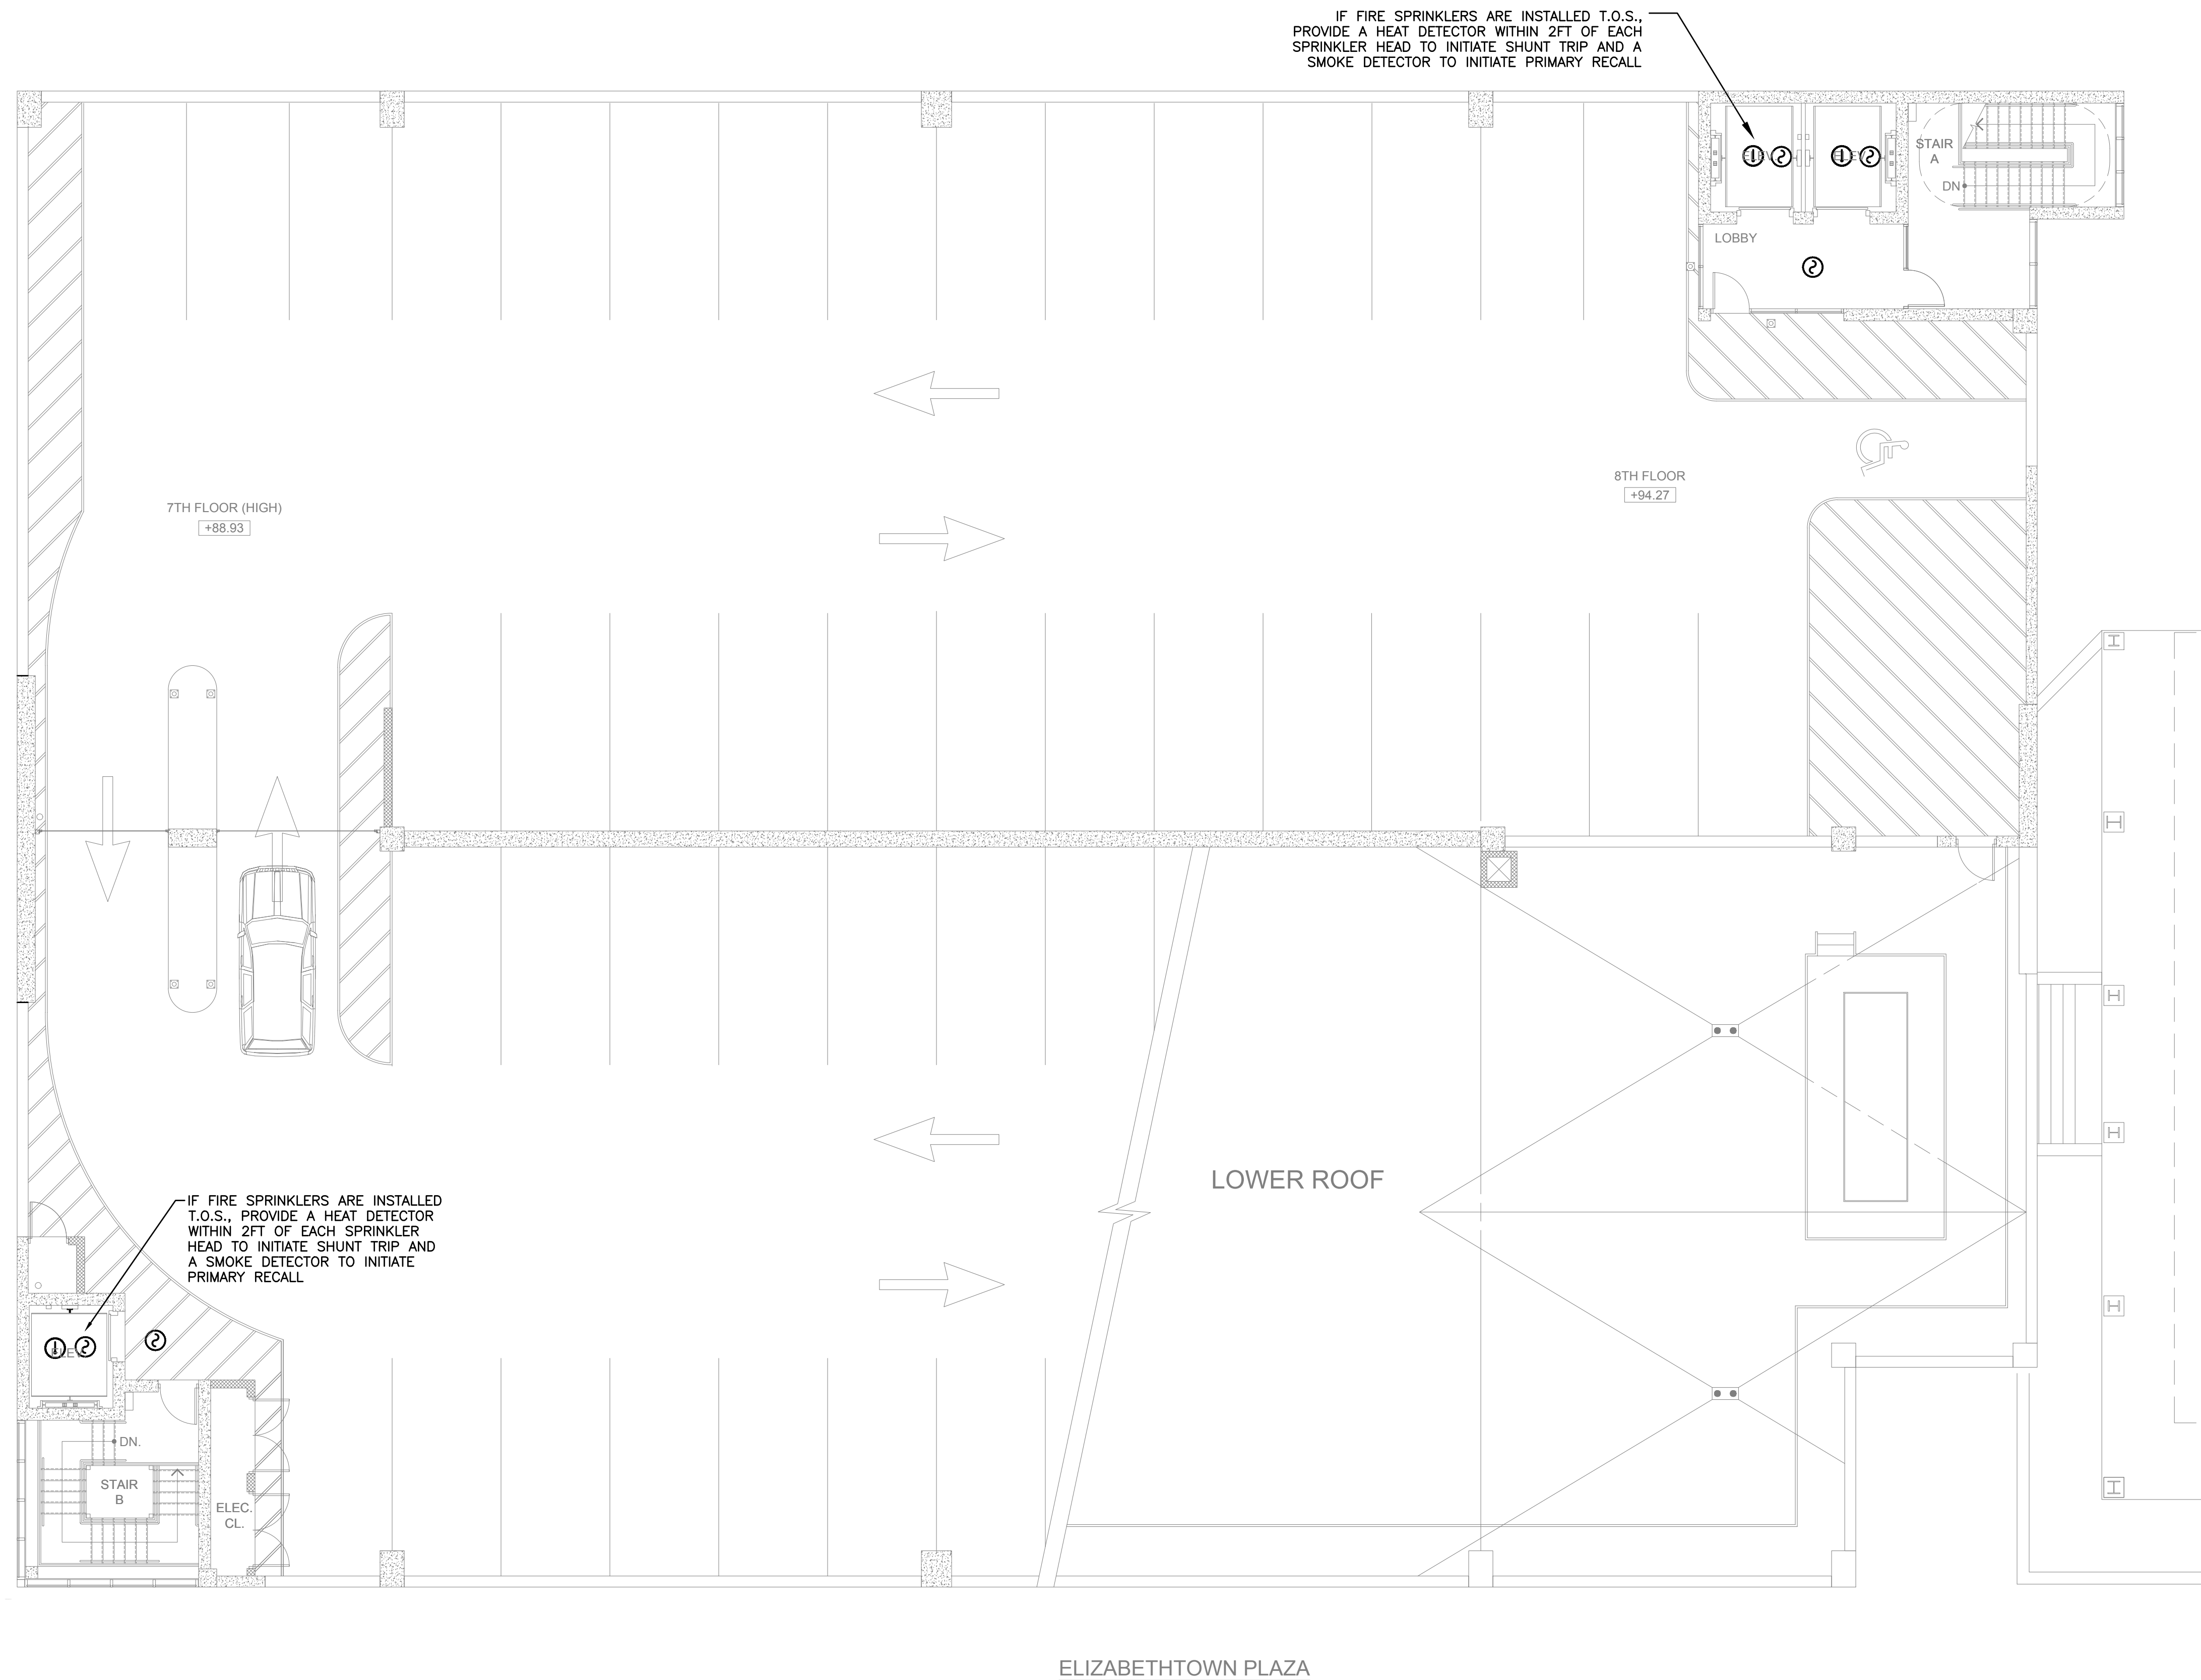 IF FIRE SPRINKLERS ARE INSTALLED T.O.S.,
PROVIDE A HEAT DETECTOR WITHIN 2FT OF EACH
SPRINKLER HEAD TO INITIATE SHUNT TRIP AND A
SMOKE DETECTOR TO INITIATE PRIMARY RECALL
ELEV.
ELEV.
STAIR
A
DN
LOBBY
8TH FLOOR
+94.27
7TH FLOOR (HIGH)
+88.93
LOWER ROOF
IF FIRE SPRINKLERS ARE INSTALLED
T.O.S., PROVIDE A HEAT DETECTOR
WITHIN 2FT OF EACH SPRINKLER
HEAD TO INITIATE SHUNT TRIP AND
A SMOKE DETECTOR TO INITIATE
PRIMARY RECALL
ELEV.
DN.
STAIR
B
ELEC.
CL.
ELIZABETHTOWN PLAZA